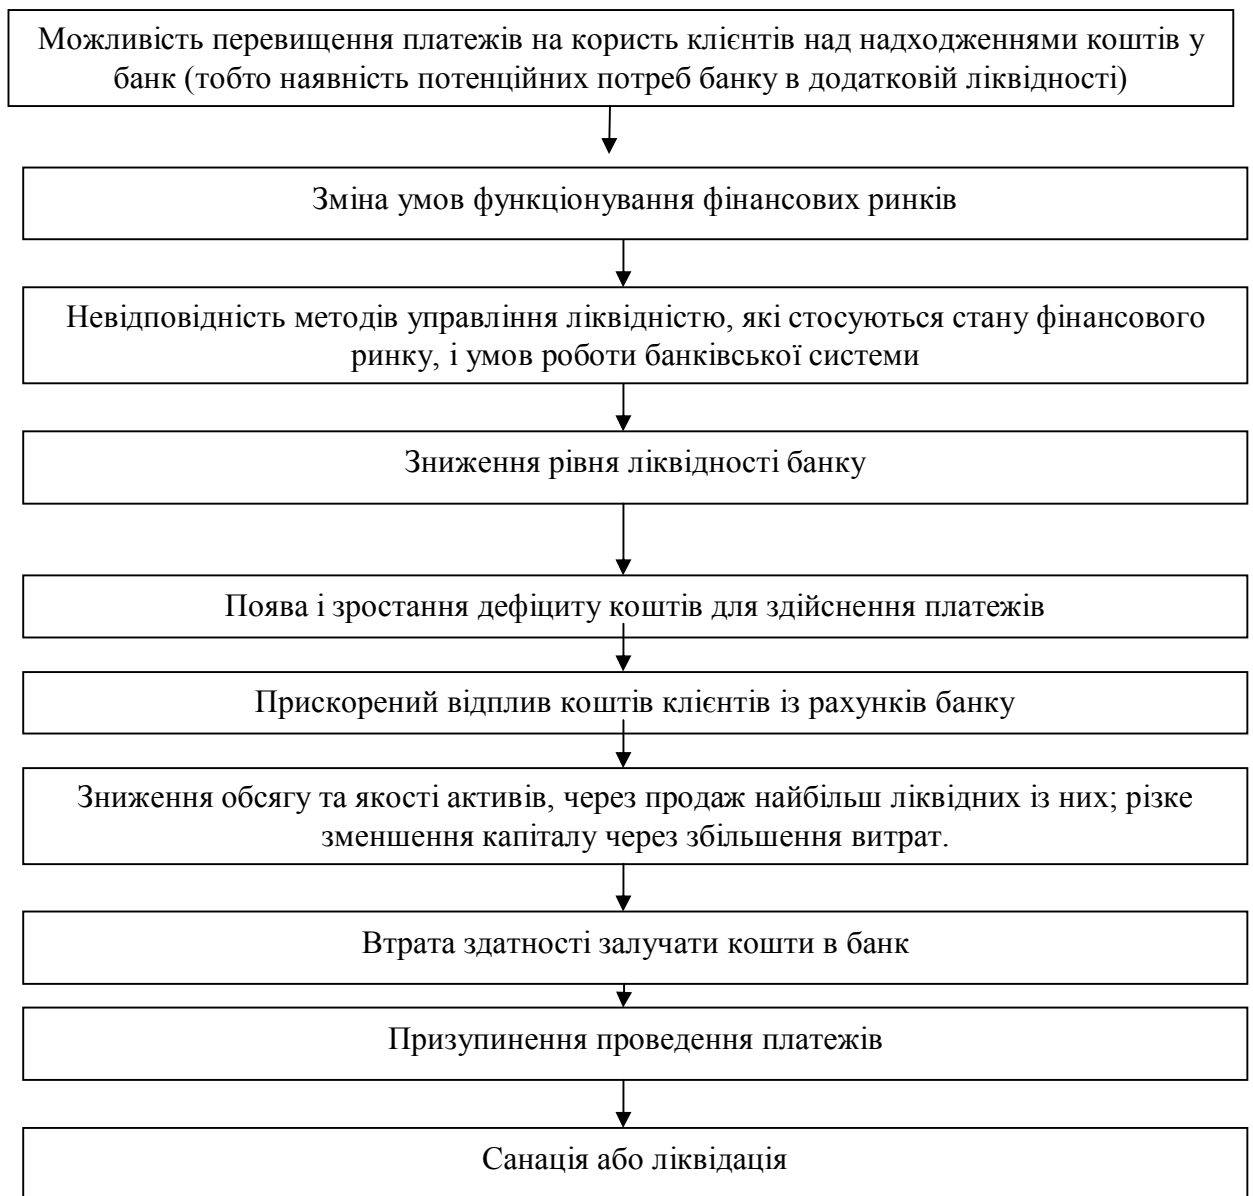 Можливість перевищення платежів на користь клієнтів над надходженнями коштів у
банк (тобто наявність потенційних потреб банку в додатковій ліквідності)
Зміна умов функціонування фінансових ринків
Невідповідність методів управління ліквідністю, які стосуються стану фінансового
ринку, і умов роботи банківської системи
Зниження рівня ліквідності банку
Поява і зростання дефіциту коштів для здійснення платежів
Прискорений відплив коштів клієнтів із рахунків банку
Зниження обсягу та якості активів, через продаж найбільш ліквідних із них; різке
зменшення капіталу через збільшення витрат.
Втрата здатності залучати кошти в банк
Призупинення проведення платежів
Санація або ліквідація